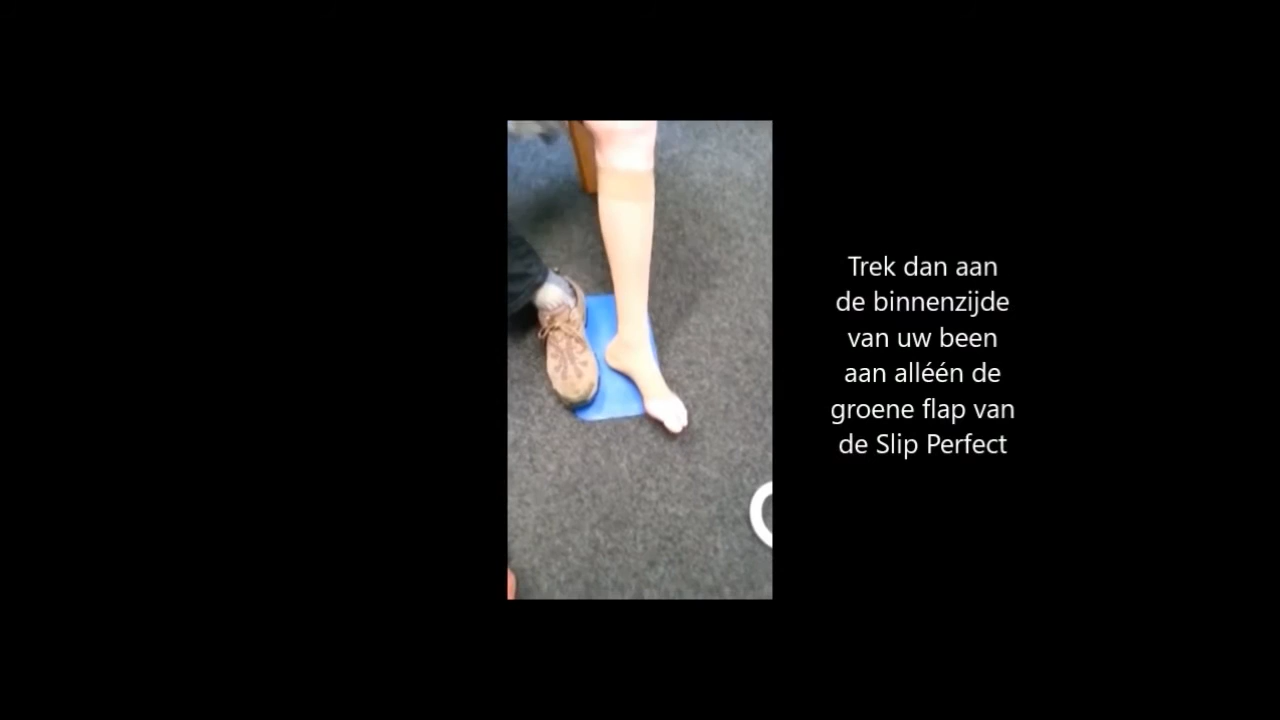 Trek dan aan
de binnenzijde
van uw been
aan alléén de
groene flap van
de Slip Perfect